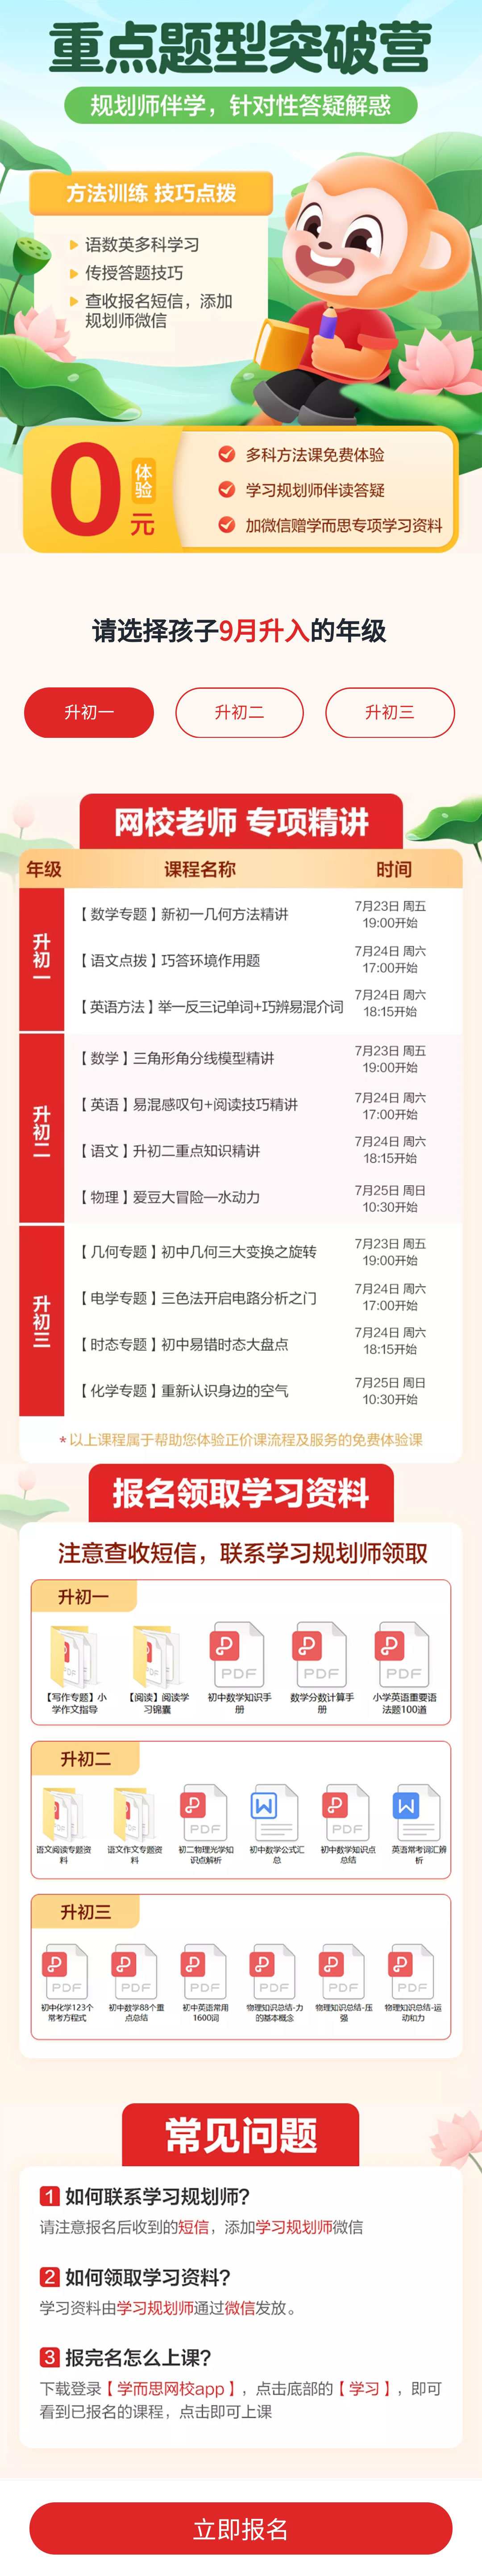 重点题型突破营
规划师伴学，针对性答疑解惑
方法训练 技巧点拨
语数英多科学习
传授答题技巧
查收报名短信，添加
规划师微信
0
体验
元
多科方法课免费体验
学习规划师伴读答疑
加微信赠学而思专项学习资料
请选择孩子9月升入的年级
升初一 升初二 升初三
网校老师 专项精讲
年级 课程名称 时间
升初一
【数学专题】新初一几何方法精讲 7月23日 周五
19:00开始
【语文点拨】巧答环境作用题 7月24日 周六
17:00开始
【英语方法】举一反三记单词+巧辨易混介词 7月24日 周六
18:15开始
升初二
【数学】三角形角分线模型精讲 7月23日 周五
19:00开始
【英语】易混感叹句+阅读技巧精讲 7月24日 周六
17:00开始
【语文】升初二重点知识精讲 7月24日 周六
18:15开始
【物理】爱豆大冒险—水动力 7月25日 周日
10:30开始
升初三
【几何专题】初中几何三大变换之旋转 7月23日 周五
19:00开始
【电学专题】三色法开启电路分析之门 7月24日 周六
17:00开始
【时态专题】初中易错时态大盘点 7月24日 周六
18:15开始
【化学专题】重新认识身边的空气 7月25日 周日
10:30开始
*以上课程属于帮助您体验正价课流程及服务的免费体验课
报名领取学习资料
注意查收短信，联系学习规划师领取
升初一
PDF PDF PDF
【写作专题】小 【阅读】阅读学 初中数学知识手 数学分数计算手 小学英语重要语
学作文指导 习锦囊 册 册 法题100道
升初二
PDF W PDF W
语文阅读专题资 语文作文专题资 初二物理光学知 初中数学公式汇 初中数学知识点 英语常考词汇辨
料 料 识点解析 总 总结 析
升初三
PDF PDF PDF PDF PDF PDF
初中化学123个 初中数学88个重 初中英语常用 物理知识总结-力 物理知识总结-压 物理知识总结-运
常考方程式 点总结 1600词 的基本概念 强 动和力
常见问题
1 如何联系学习规划师?
请注意报名后收到的短信，添加学习规划师微信
2 如何领取学习资料?
学习资料由学习规划师通过微信发放。
3 报完名怎么上课?
下载登录【学而思网校app】，点击底部的【学习】，即可
看到已报名的课程，点击即可上课
立即报名